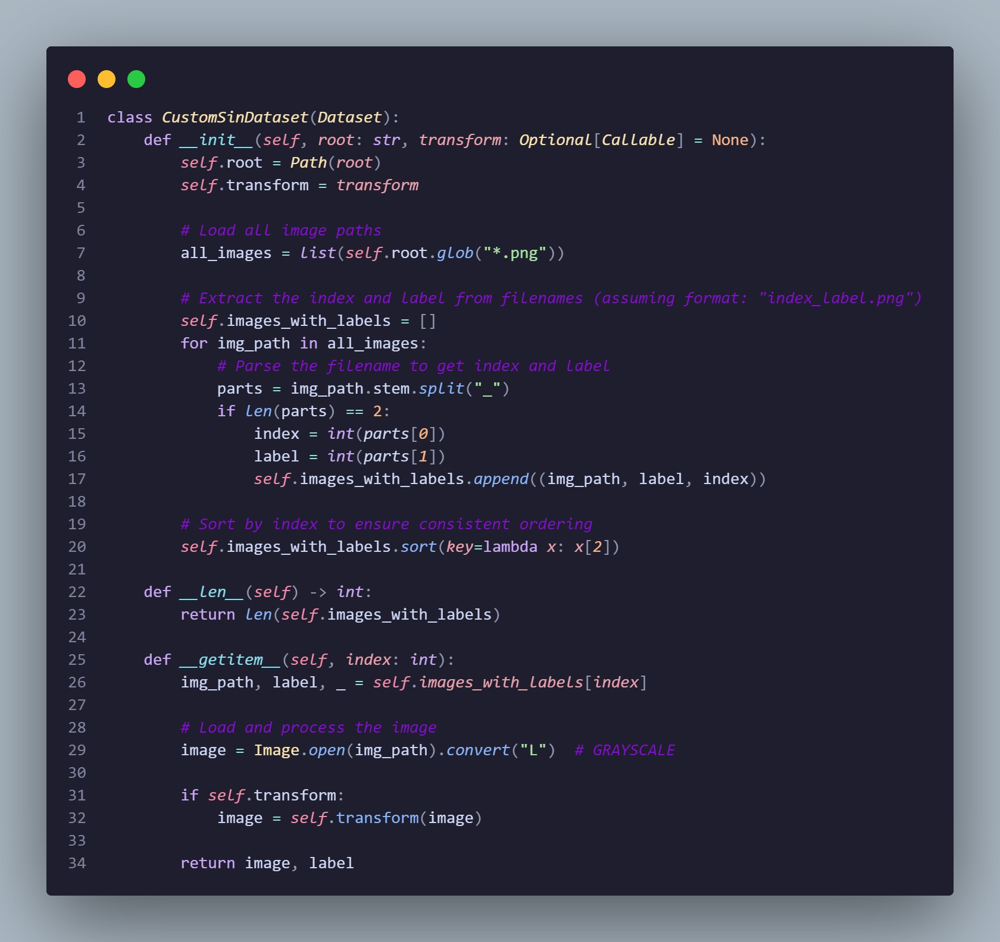 1 class CustomSinDataset(Dataset):
2     def __init__(self, root: str, transform: Optional[Callable] = None):
3         self.root = Path(root)
4         self.transform = transform
5
6         # Load all image paths
7         all_images = list(self.root.glob("*.png"))
8
9         # Extract the index and label from filenames (assuming format: "index_label.png")
10         self.images_with_labels = []
11         for img_path in all_images:
12             # Parse the filename to get index and label
13             parts = img_path.stem.split("_")
14             if len(parts) == 2:
15                 index = int(parts[0])
16                 label = int(parts[1])
17                 self.images_with_labels.append((img_path, label, index))
18
19         # Sort by index to ensure consistent ordering
20         self.images_with_labels.sort(key=lambda x: x[2])
21
22     def __len__(self) -> int:
23         return len(self.images_with_labels)
24
25     def __getitem__(self, index: int):
26         img_path, label, _ = self.images_with_labels[index]
27
28         # Load and process the image
29         image = Image.open(img_path).convert("L")  # GRAYSCALE
30
31         if self.transform:
32             image = self.transform(image)
33
34         return image, label